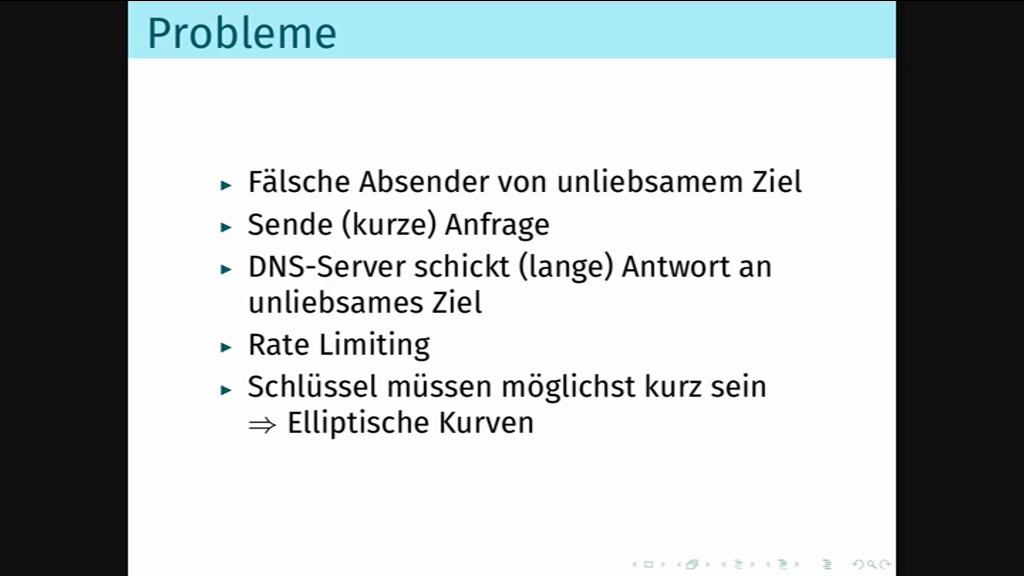 Probleme
Fälsche Absender von unliebsamem Ziel
Sende (kurze) Anfrage
DNS-Server schickt (lange) Antwort an
unliebsames Ziel
Rate Limiting
Schlüssel müssen möglichst kurz sein
⇒ Elliptische Kurven